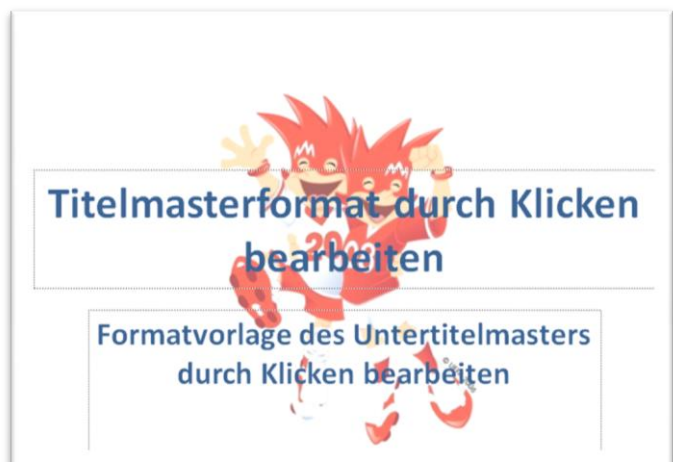 Titelmasterformat durch Klicken
bearbeiten
Formatvorlage des Untertitelmasters
durch Klicken bearbeiten